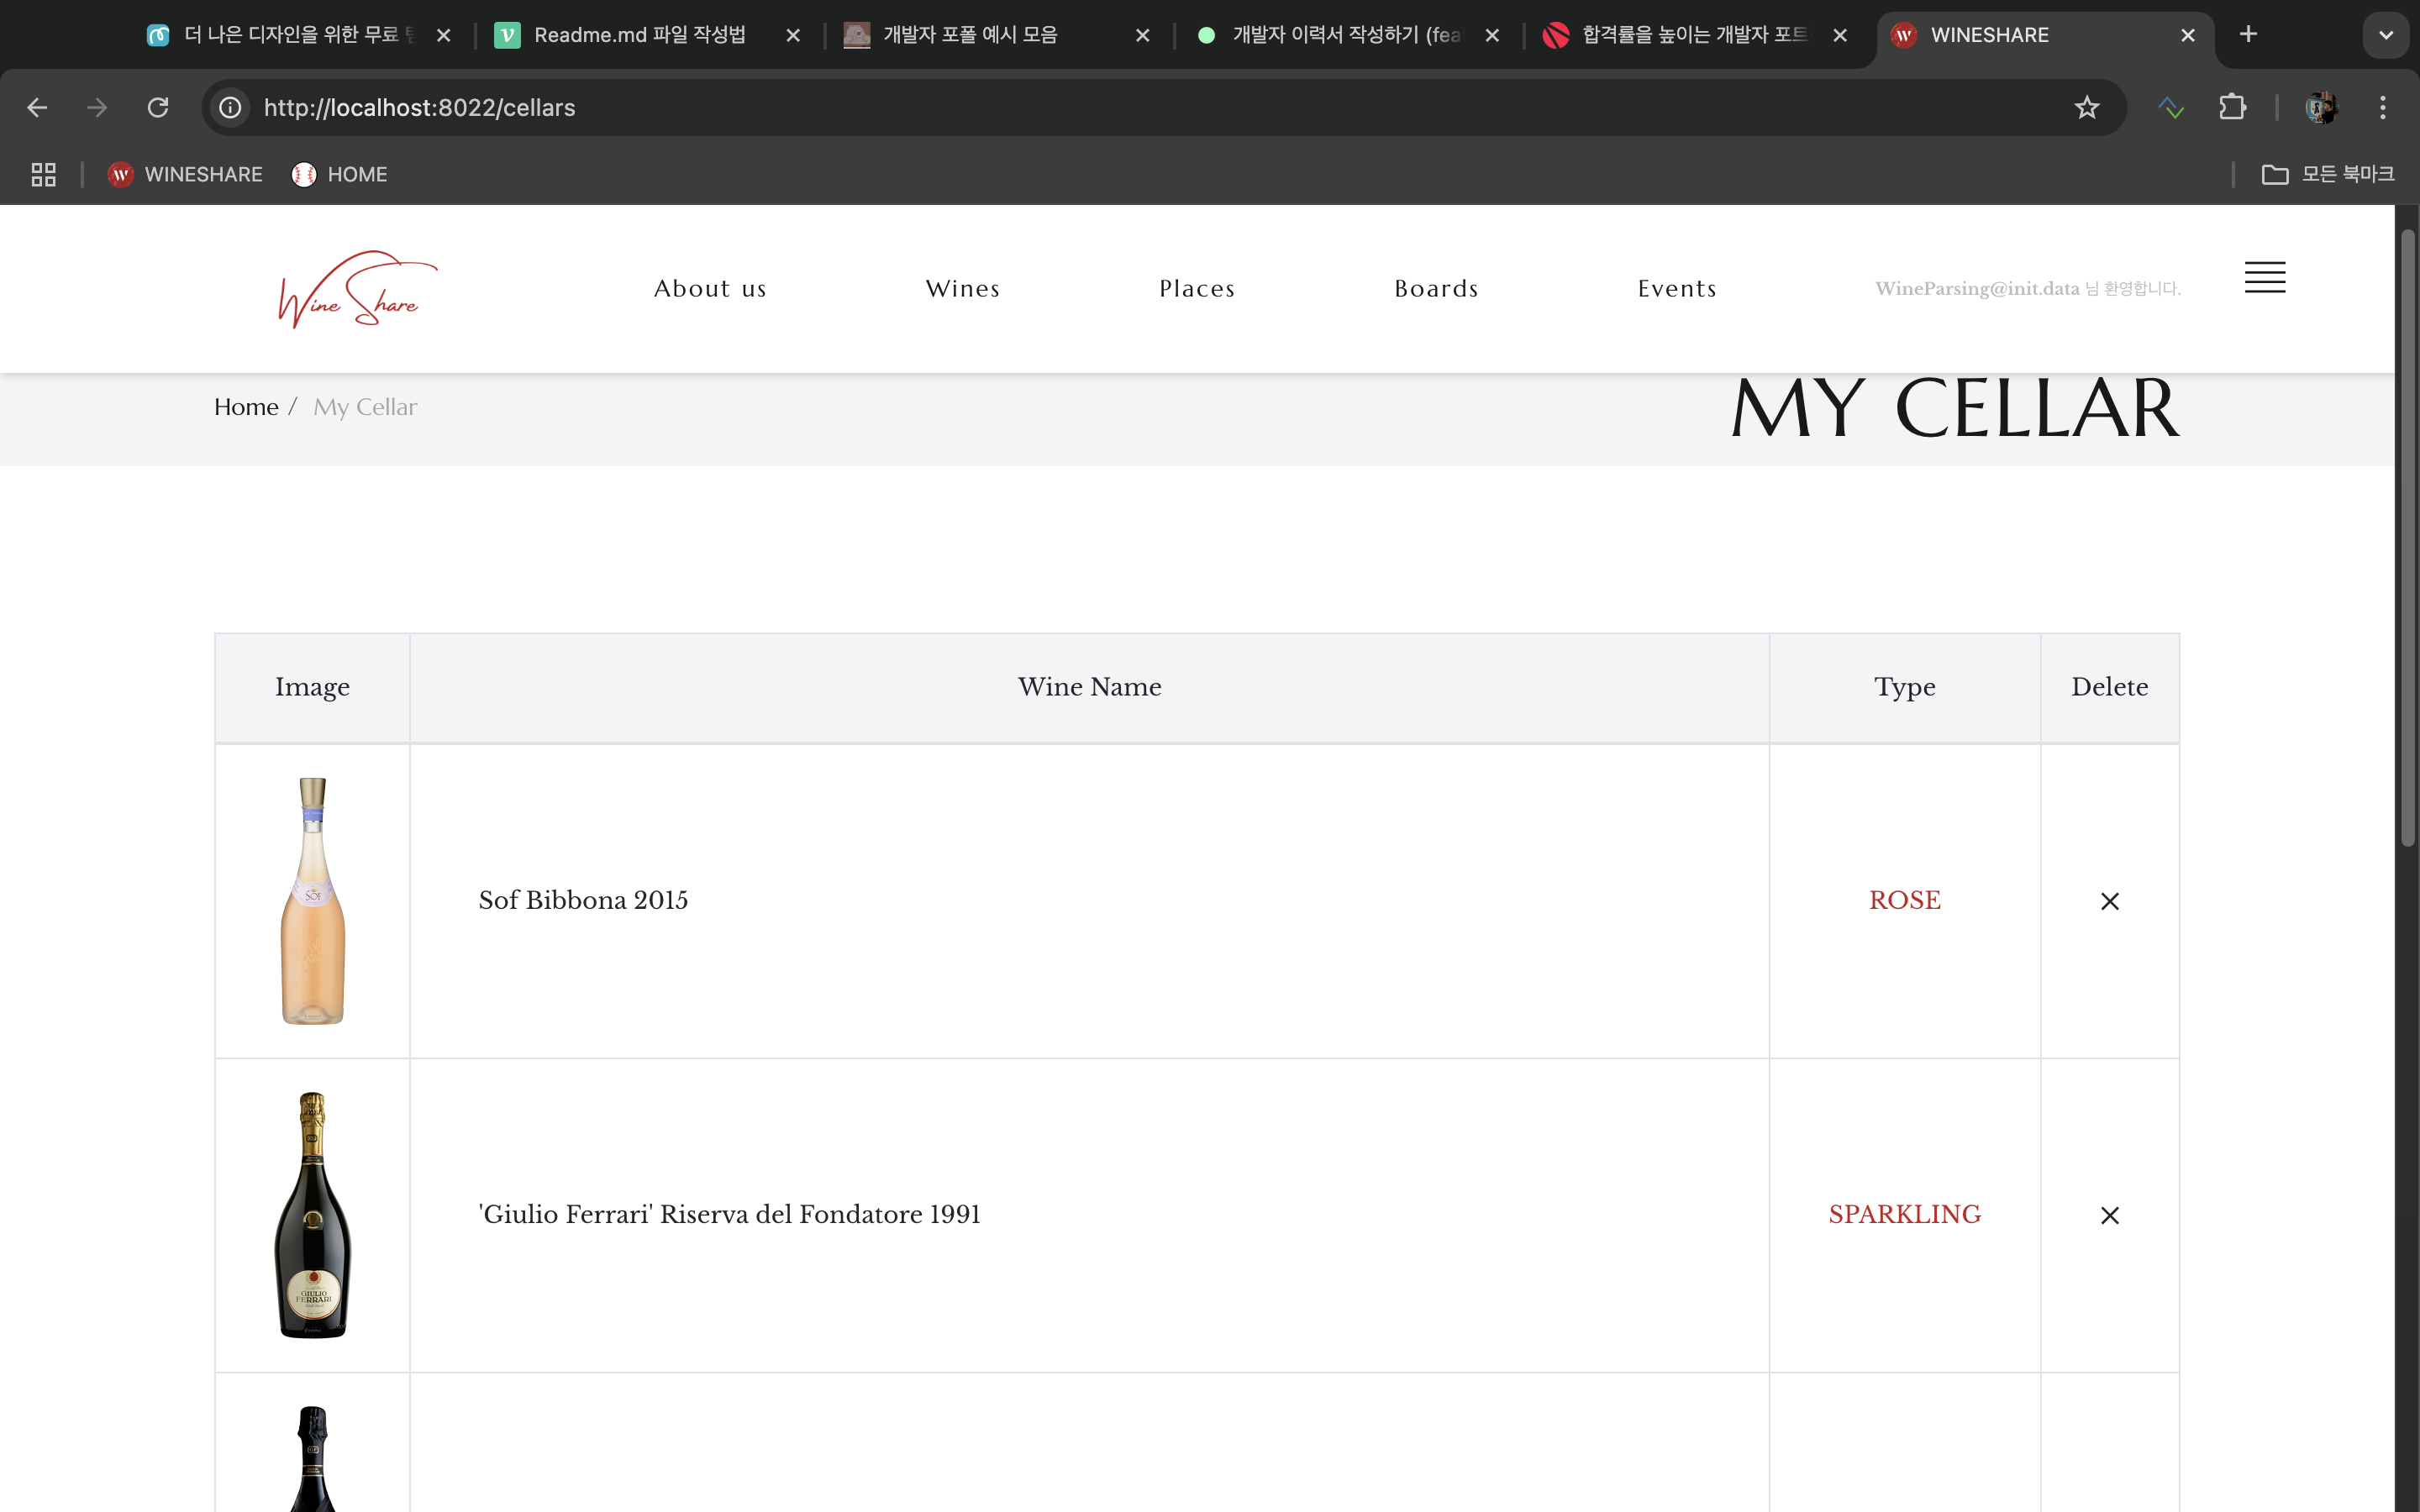 더 나은 디자인을 위한 무료
Readme.md 파일 작성법
개발자 포폴 예시 모음
개발자 이력서 작성하기 (fea
합격률을 높이는 개발자 포트
WINESHARE
http://localhost:8022/cellars
WINESHARE
HOME
모든 북마크
Wine Share
About us
Wines
Places
Boards
Events
WineParsing@init.data 님 환영합니다.
Home / My Cellar
MY CELLAR
Image
Wine Name
Type
Delete
SOF
Sof Bibbona 2015
ROSE
GIULIO
FERRARI
'Giulio Ferrari' Riserva del Fondatore 1991
SPARKLING